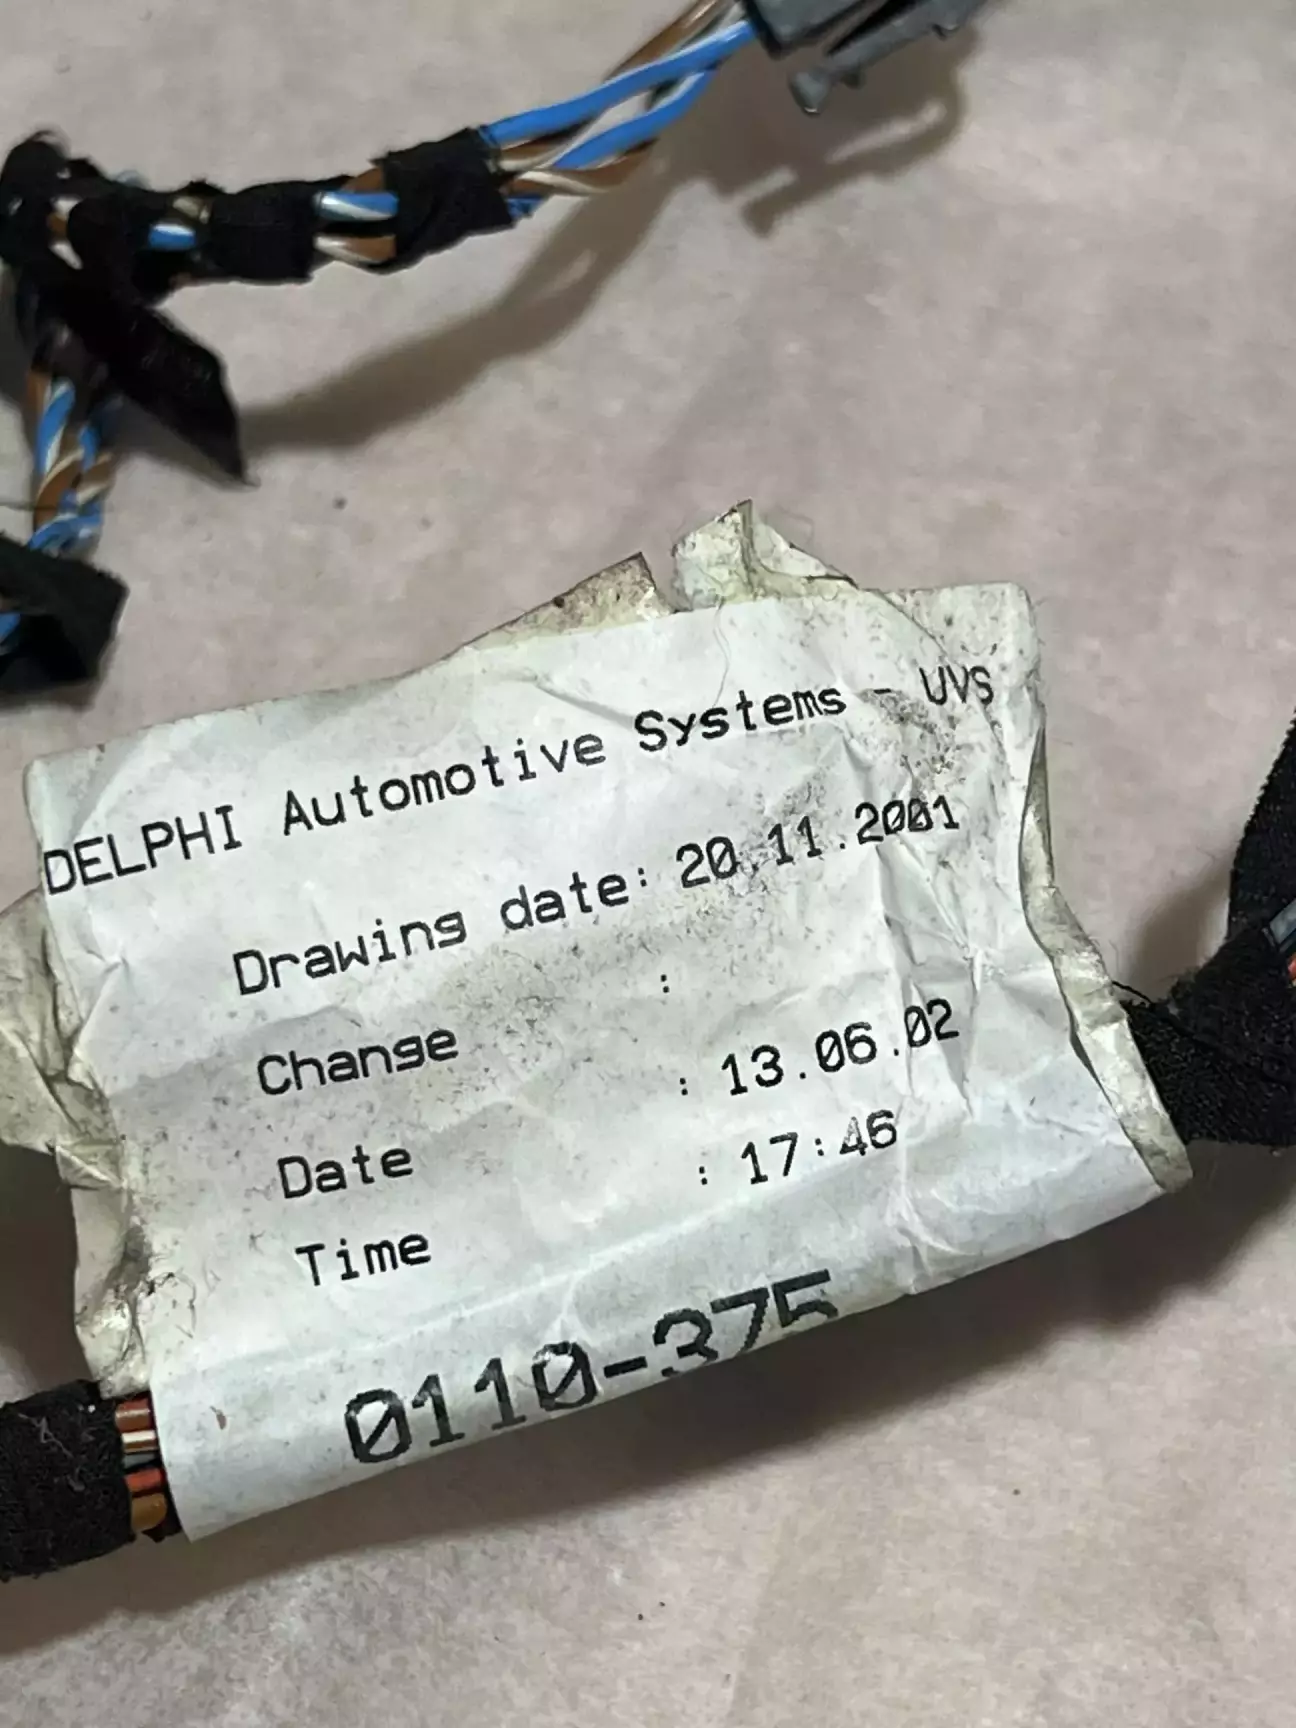 DELPHI Automotive Systems - UVS
Drawing date: 20.11.2001
Change :
Date : 13.06.02
Time : 17:46
0110-375